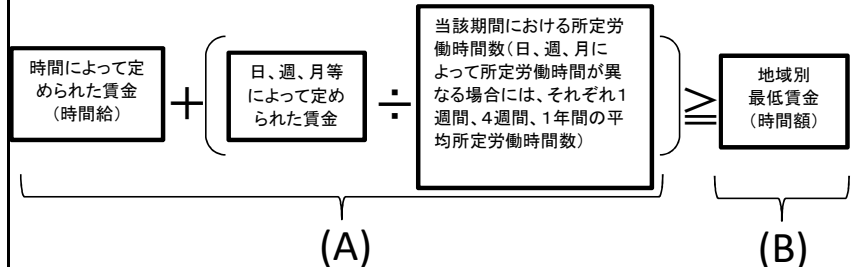 時間によって定
められた賃金
(時間給)
+
日、週、月等
によって定め
られた賃金
÷
当該期間における所定労
働時間数(日、週、月に
よって所定労働時間が異
なる場合には、それぞれ1
週間、4週間、1年間の平
均所定労働時間数)
≧
地域別
最低賃金
(時間額)
(A)
(B)